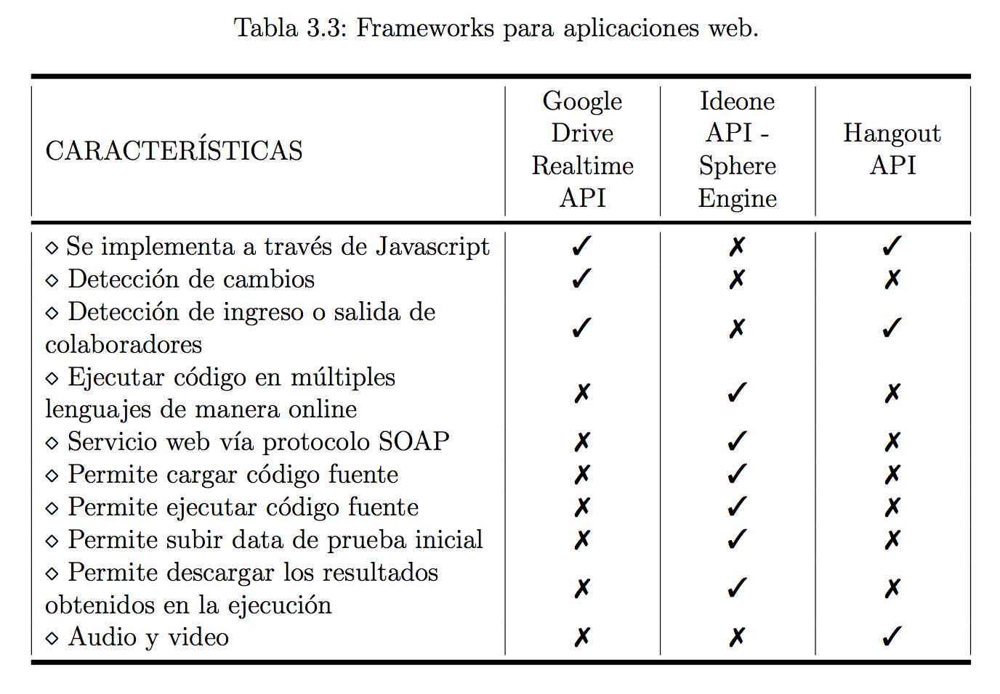 Tabla 3.3: Frameworks para aplicaciones web.
CARACTERÍSTICAS
Google
Drive
Realtime
API
Ideone
API -
Sphere
Engine
Hangout
API
⋄ Se implementa a través de Javascript ✓ ✗ ✓
⋄ Detección de cambios ✓ ✗ ✗
⋄ Detección de ingreso o salida de
colaboradores ✓ ✗ ✓
⋄ Ejecutar código en múltiples
lenguajes de manera online ✗ ✓ ✗
⋄ Servicio web vía protocolo SOAP ✗ ✓ ✗
⋄ Permite cargar código fuente ✗ ✓ ✗
⋄ Permite ejecutar código fuente ✗ ✓ ✗
⋄ Permite subir data de prueba inicial ✗ ✓ ✗
⋄ Permite descargar los resultados
obtenidos en la ejecución ✗ ✓ ✗
⋄ Audio y video ✗ ✗ ✓